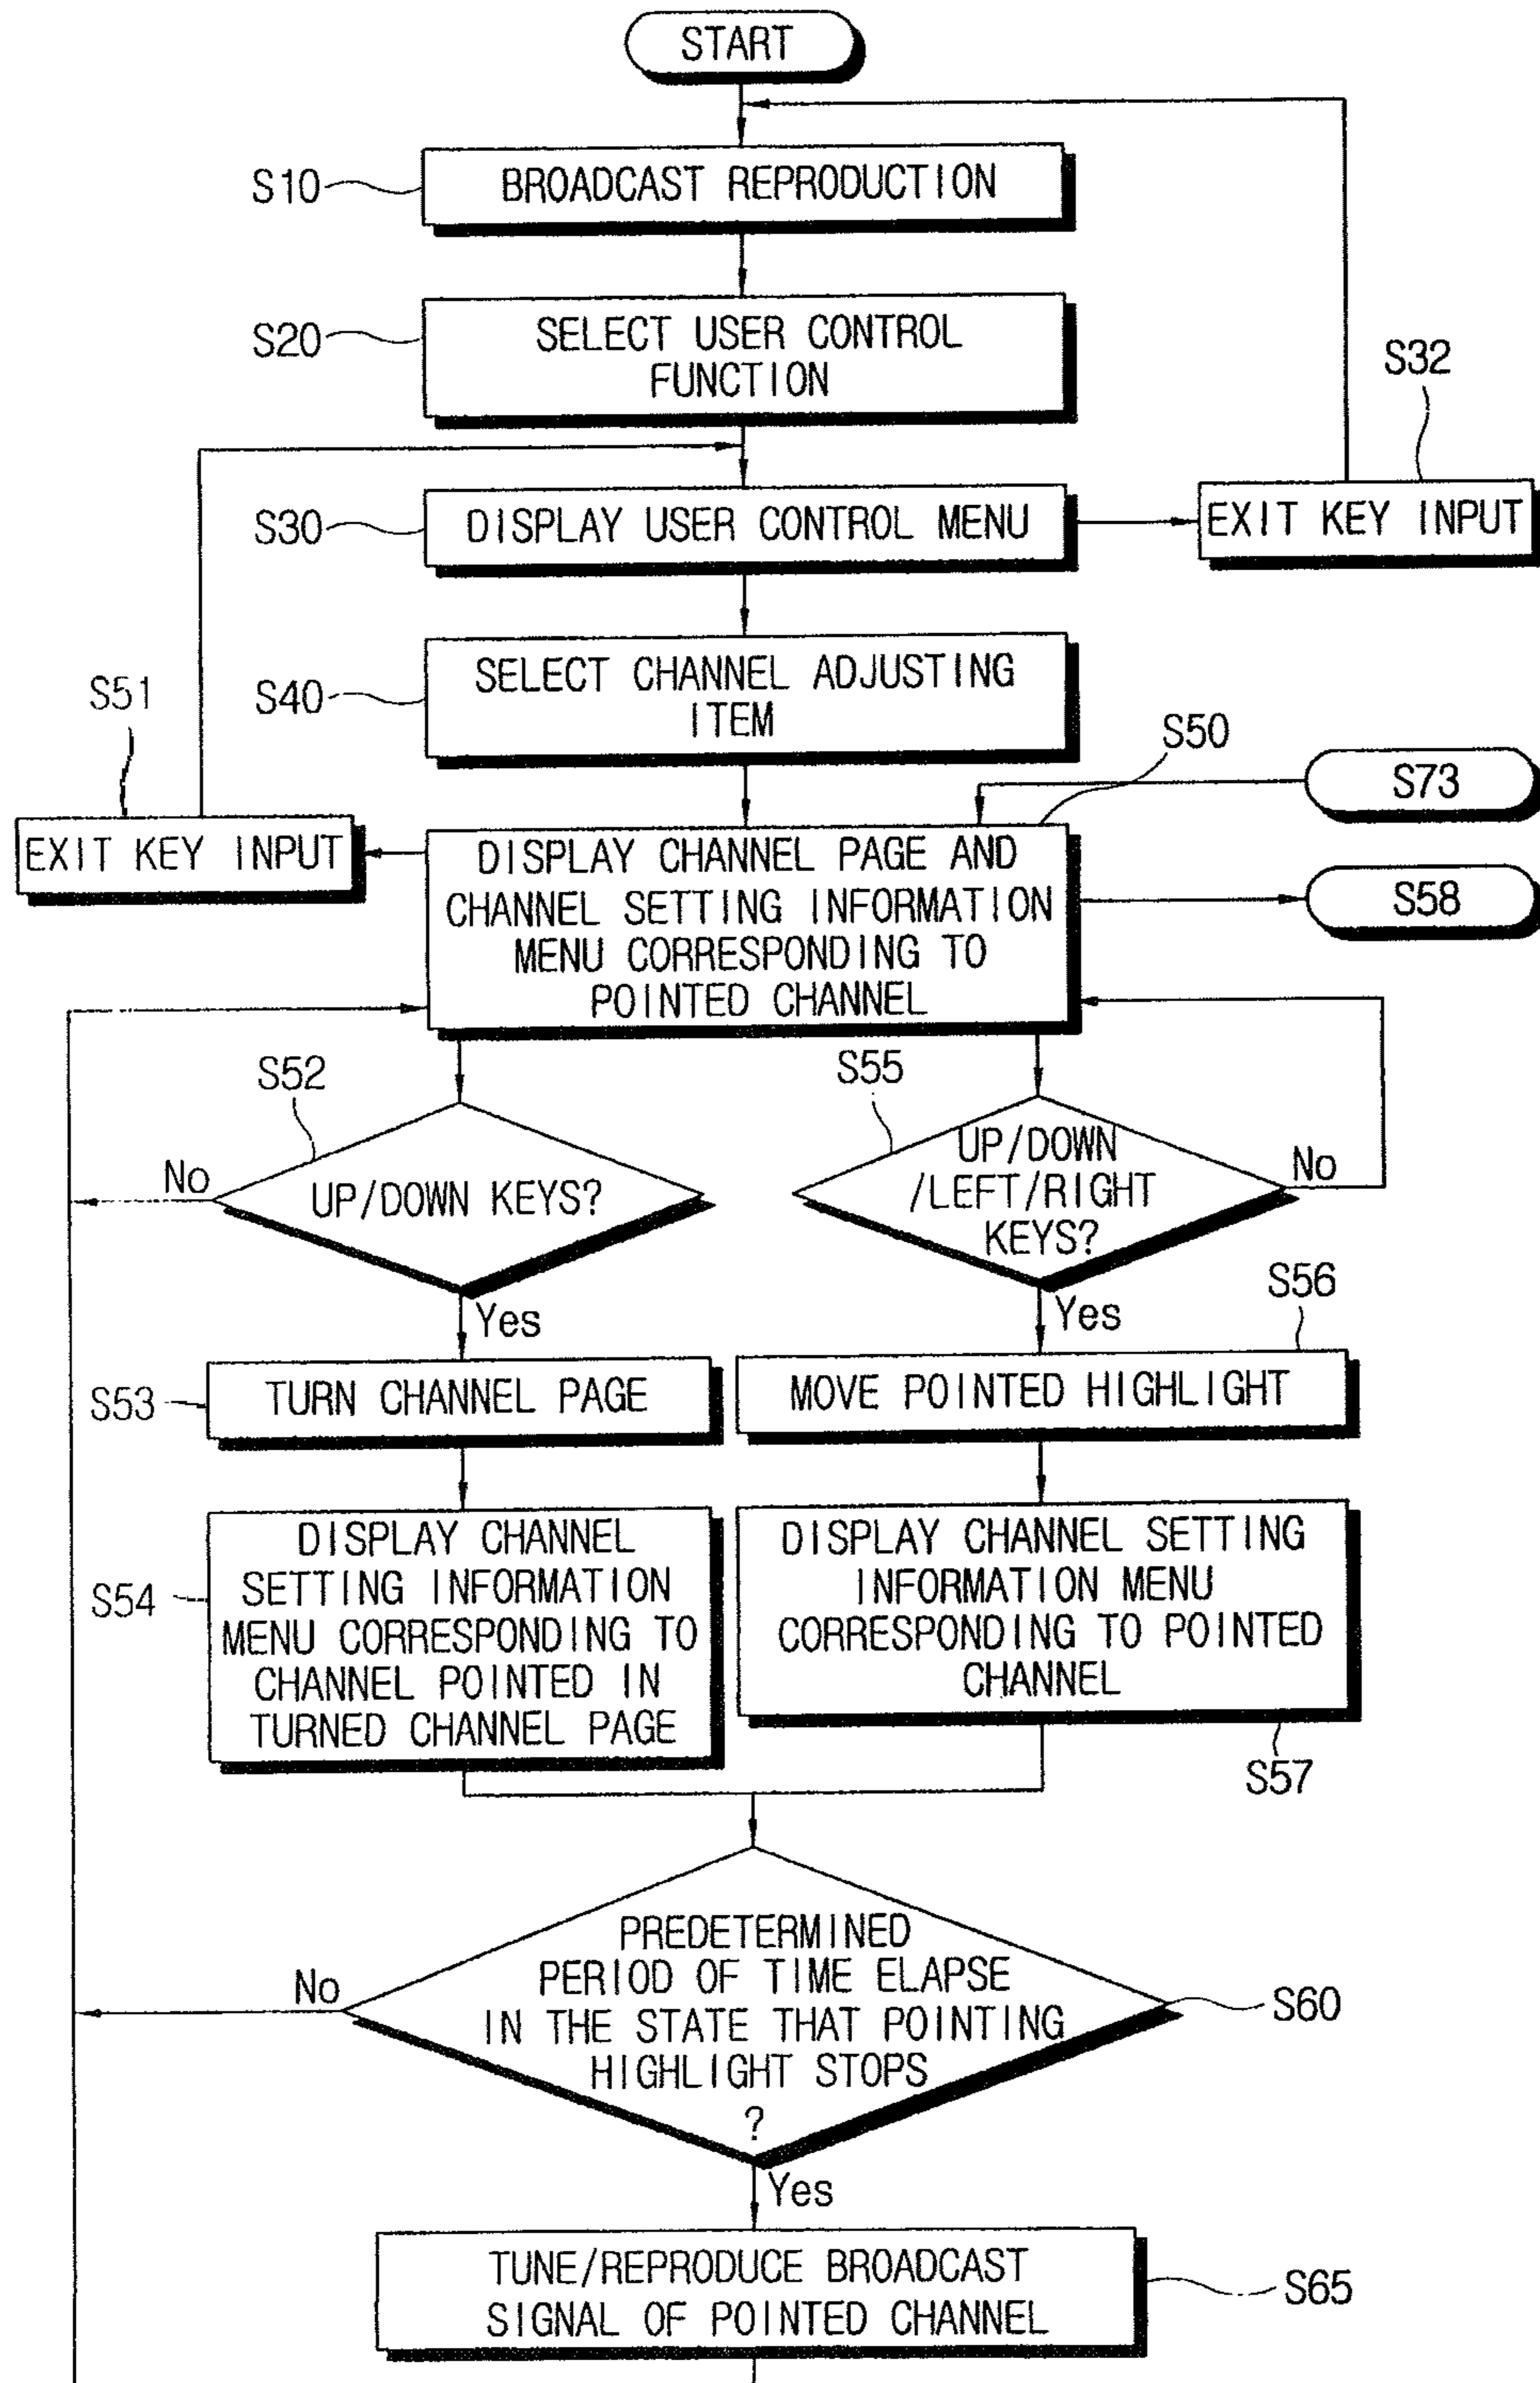 START
S10
BROADCAST REPRODUCTION
S20
SELECT USER CONTROL
FUNCTION
S32
S30
DISPLAY USER CONTROL MENU
EXIT KEY INPUT
S40
SELECT CHANNEL ADJUSTING
ITEM
S51
S50
S73
EXIT KEY INPUT
DISPLAY CHANNEL PAGE AND
CHANNEL SETTING INFORMATION
MENU CORRESPONDING TO
POINTED CHANNEL
S58
S52
No
UP/DOWN KEYS?
Yes
S55
UP/DOWN
/LEFT/RIGHT
KEYS?
No
Yes
S53
TURN CHANNEL PAGE
S56
MOVE POINTED HIGHLIGHT
S54
DISPLAY CHANNEL
SETTING INFORMATION
MENU CORRESPONDING TO
CHANNEL POINTED IN
TURNED CHANNEL PAGE
DISPLAY CHANNEL SETTING
INFORMATION MENU
CORRESPONDING TO POINTED
CHANNEL
S57
No
PREDETERMINED
PERIOD OF TIME ELAPSE
IN THE STATE THAT POINTING
HIGHLIGHT STOPS
?
S60
Yes
TUNE/REPRODUCE BROADCAST
SIGNAL OF POINTED CHANNEL
S65